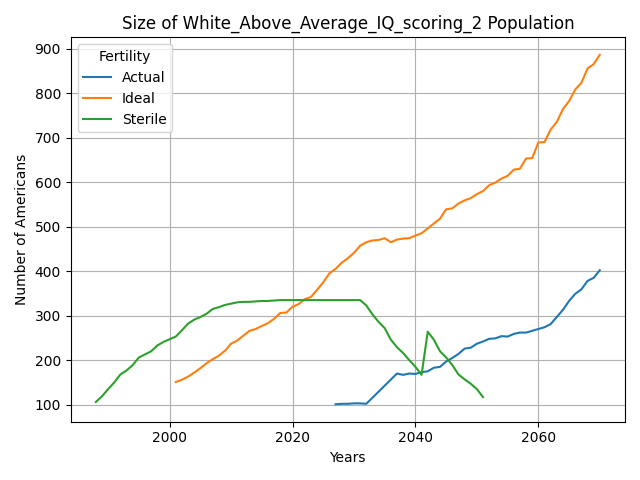 Size of White_Above_Average_IQ_scoring_2 Population
Fertility
Actual
Ideal
Sterile
Number of Americans
900
800
700
600
500
400
300
200
100
2000
2020
2040
2060
Years